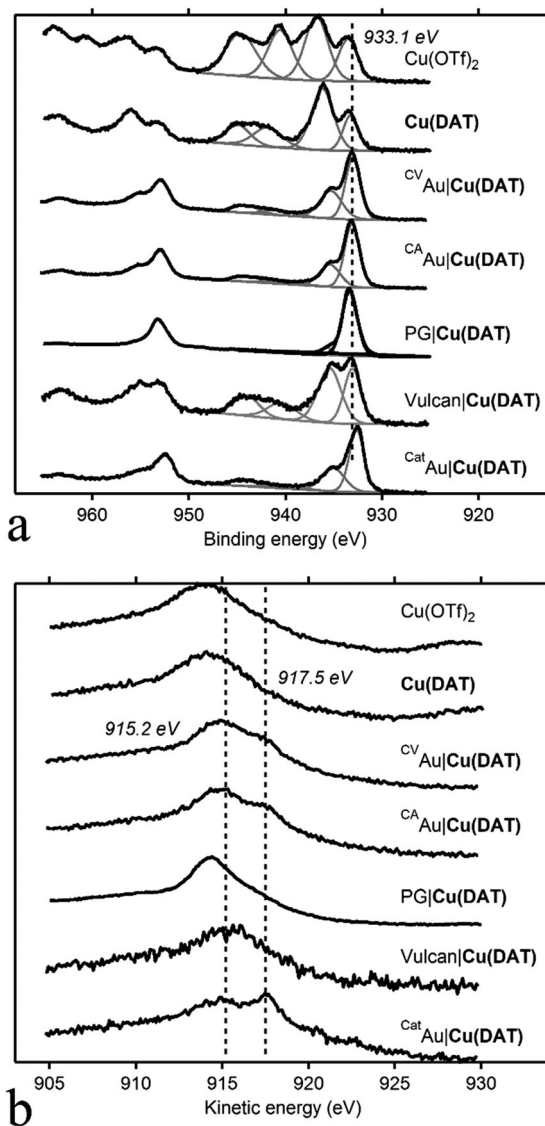 933.1 eV
Cu(OTf)₂
Cu(DAT)
ᶜⱽAu|Cu(DAT)
ᶜᴬAu|Cu(DAT)
PG|Cu(DAT)
Vulcan|Cu(DAT)
ᶜᵃᵗAu|Cu(DAT)
960 950 940 930 920
a
Binding energy (eV)
Cu(OTf)₂
917.5 eV
Cu(DAT)
915.2 eV
ᶜⱽAu|Cu(DAT)
ᶜᴬAu|Cu(DAT)
PG|Cu(DAT)
Vulcan|Cu(DAT)
ᶜᵃᵗAu|Cu(DAT)
905 910 915 920 925 930
b
Kinetic energy (eV)